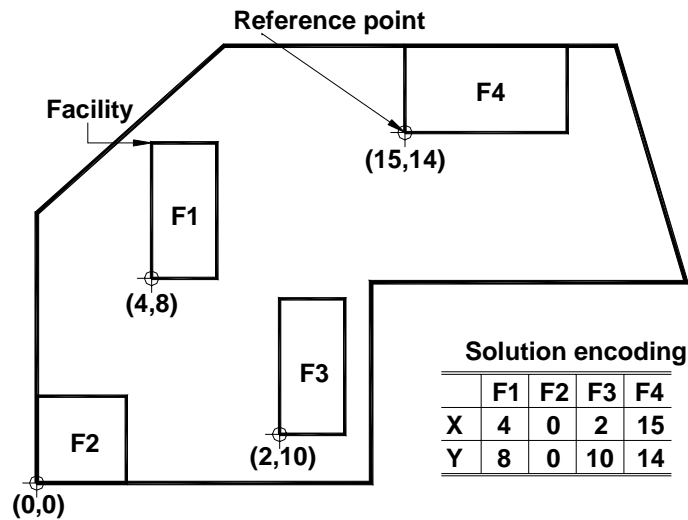 Reference point
F4
Facility
(15,14)
F1
(4,8)
F3
Solution encoding
F1 F2 F3 F4
X 4 0 2 15
Y 8 0 10 14
F2
(2,10)
(0,0)